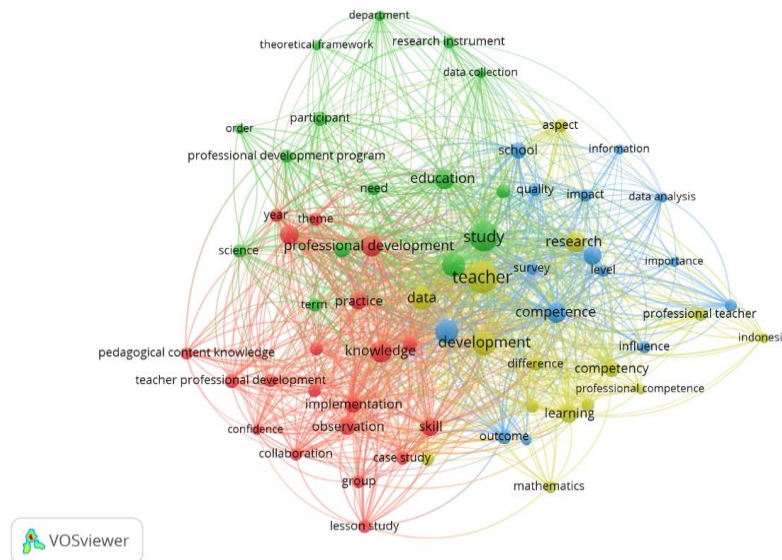 department
theoretical framework
research instrument
data collection
participant
order
aspect
school
information
professional development program
education
need
quality
impact
data analysis
year
theme
study
professional development
research
science
teacher
survey
level
importance
data
term
practice
competence
professional teacher
indonesi
development
influence
pedagogical content knowledge
knowledge
difference
competency
teacher professional development
professional competence
implementation
learning
confidence
observation
skill
outcome
collaboration
case study
group
mathematics
lesson study
VOSviewer